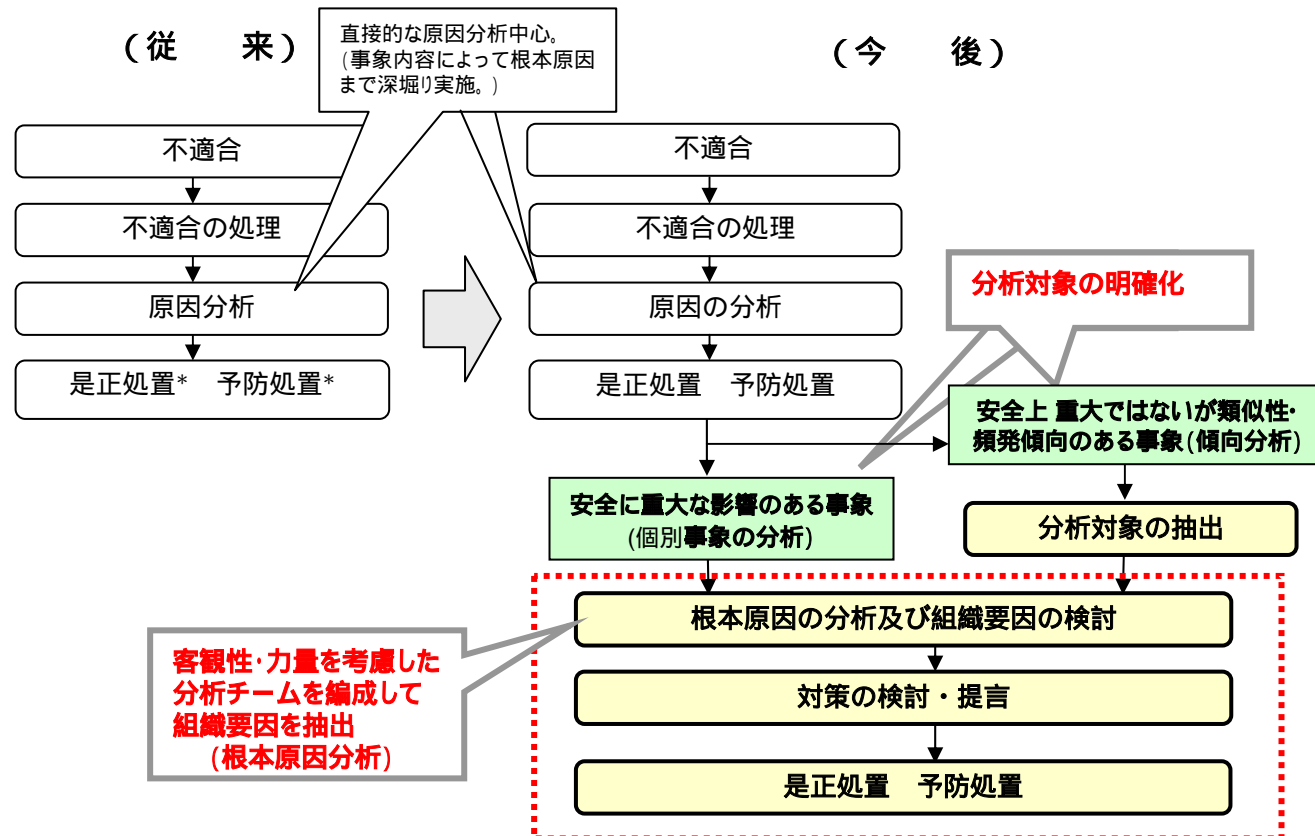 (従　来)
直接的な原因分析中心。
(事象内容によって根本原因
まで深堀り実施。)
(今　後)
不適合
不適合の処理
原因分析
是正処置*　予防処置*
不適合
不適合の処理
原因の分析
是正処置　予防処置
分析対象の明確化
安全上 重大ではないが類似性・
頻発傾向のある事象(傾向分析)
安全に重大な影響のある事象
(個別事象の分析)
分析対象の抽出
根本原因の分析及び組織要因の検討
対策の検討・提言
是正処置　予防処置
客観性・力量を考慮した
分析チームを編成して
組織要因を抽出
(根本原因分析)